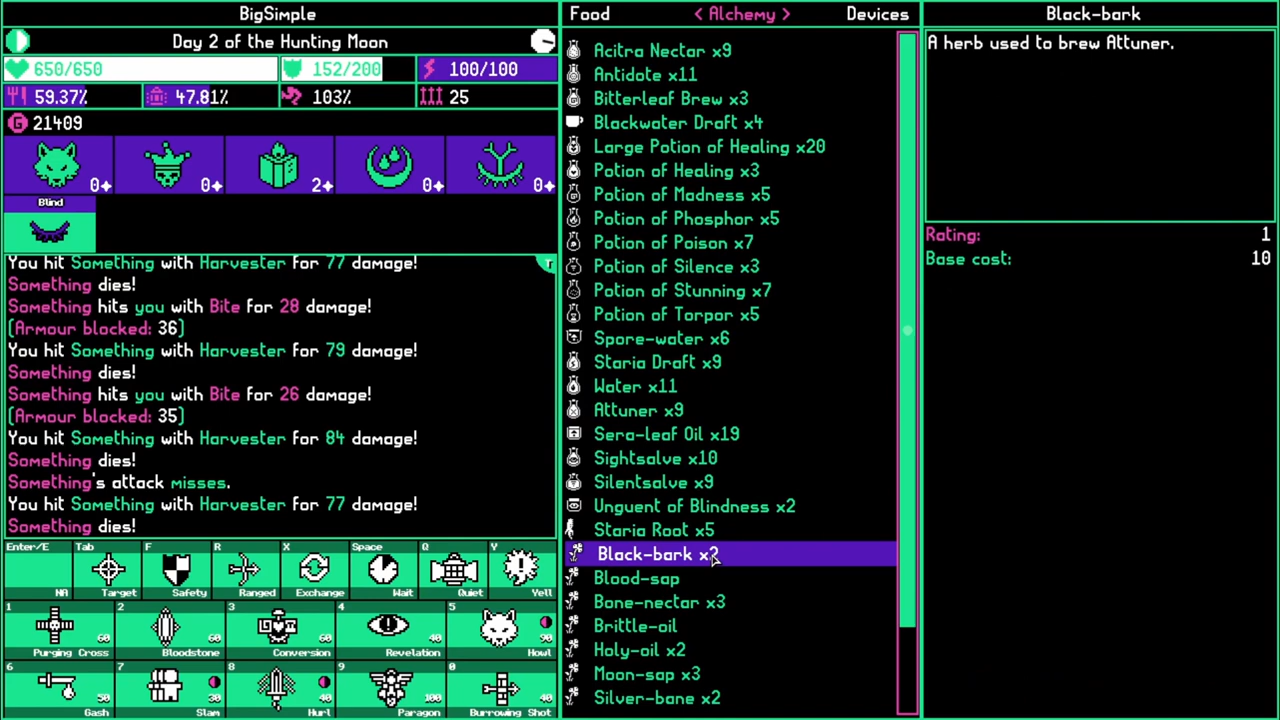 BigSimple
Day 2 of the Hunting Moon
650/650 152/200 100/100
59.37% 47.81% 103% 25
G 21409
0 0 2 0 0
Blind
You hit Something with Harvester for 77 damage!
T
Something dies!
Something hits you with Bite for 28 damage!
(Armour blocked: 36)
You hit Something with Harvester for 79 damage!
Something dies!
Something hits you with Bite for 26 damage!
(Armour blocked: 35)
You hit Something with Harvester for 84 damage!
Something dies!
Something's attack misses.
You hit Something with Harvester for 77 damage!
Something dies!
Enter/E Tab F R X Space Q Y
NA Target Safety Ranged Exchange Wait Quiet Yell
1 2 3 4 5
60 60 60 40 90
Purging Cross Bloodstone Conversion Revelation Howl
6 7 8 9 0
50 30 40 100 40
Gash Slam Hurl Paragon Burrowing Shot
Food < Alchemy > Devices
Acitra Nectar x9
Antidote x11
Bitterleaf Brew x3
Blackwater Draft x4
Large Potion of Healing x20
Potion of Healing x3
Potion of Madness x5
Potion of Phosphor x5
Potion of Poison x7
Potion of Silence x3
Potion of Stunning x7
Potion of Torpor x5
Spore-water x6
Staria Draft x9
Water x11
Attuner x9
Sera-leaf Oil x19
Sightsalve x10
Silentsalve x9
Unguent of Blindness x2
Staria Root x5
Black-bark x2
Blood-sap
Bone-nectar x3
Brittle-oil
Holy-oil x2
Moon-sap x3
Silver-bane x2
Black-bark
A herb used to brew Attuner.
Rating: 1
Base cost: 10